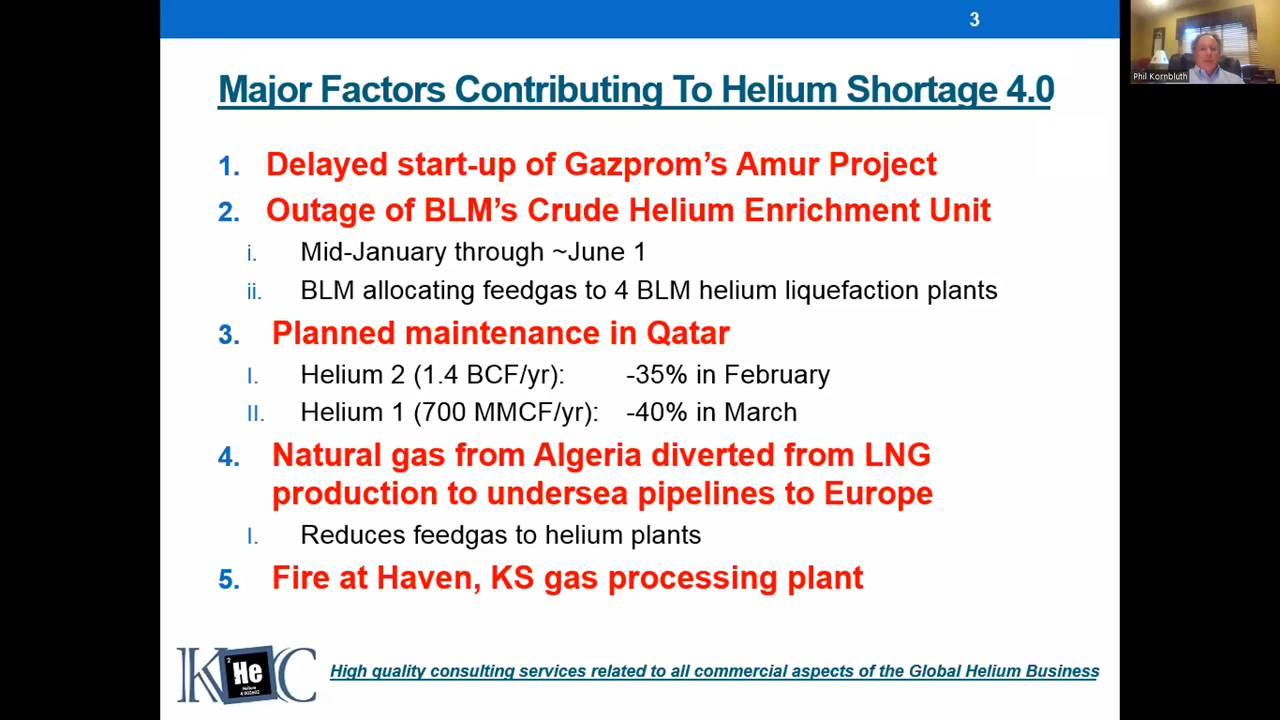 3
Phil Kornbluth
Major Factors Contributing To Helium Shortage 4.0
1. Delayed start-up of Gazprom's Amur Project
2. Outage of BLM's Crude Helium Enrichment Unit
i. Mid-January through ~June 1
ii. BLM allocating feedgas to 4 BLM helium liquefaction plants
3. Planned maintenance in Qatar
I. Helium 2 (1.4 BCF/yr): -35% in February
II. Helium 1 (700 MMCF/yr): -40% in March
4. Natural gas from Algeria diverted from LNG
production to undersea pipelines to Europe
I. Reduces feedgas to helium plants
5. Fire at Haven, KS gas processing plant
2
K He C
Helium
4.002602
High quality consulting services related to all commercial aspects of the Global Helium Business